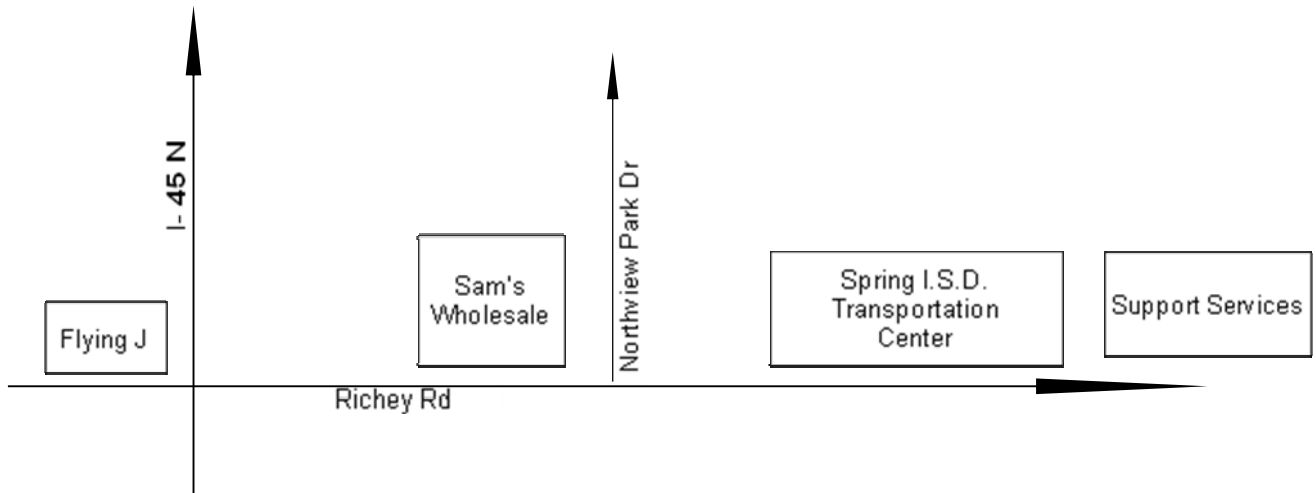 I- 45 N
Northview Park Dr
Flying J
Sam's
Wholesale
Spring I.S.D.
Transportation
Center
Support Services
Richey Rd